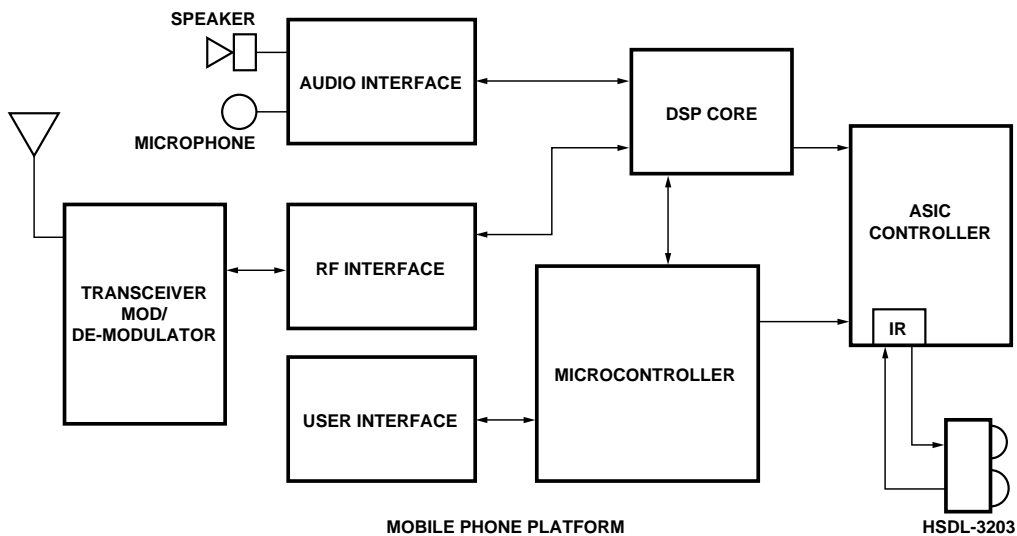 SPEAKER
AUDIO INTERFACE
MICROPHONE
DSP CORE
ASIC
CONTROLLER
RF INTERFACE
TRANSCEIVER
MOD/
DE-MODULATOR
IR
MICROCONTROLLER
USER INTERFACE
MOBILE PHONE PLATFORM
HSDL-3203